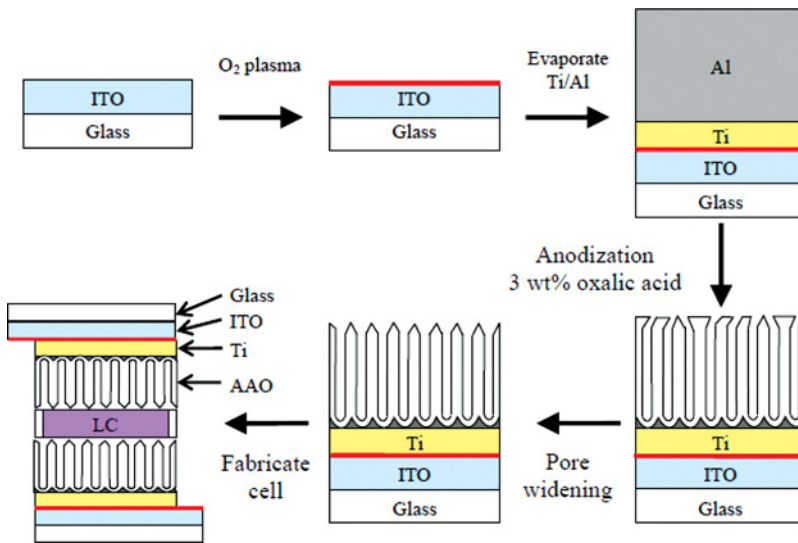 ITO
Glass
O₂ plasma
ITO
Glass
Evaporate
Ti/Al
Al
Ti
ITO
Glass
Anodization
3 wt% oxalic acid
Ti
ITO
Glass
Pore
widening
Ti
ITO
Glass
Fabricate
cell
Glass
ITO
Ti
AAO
LC